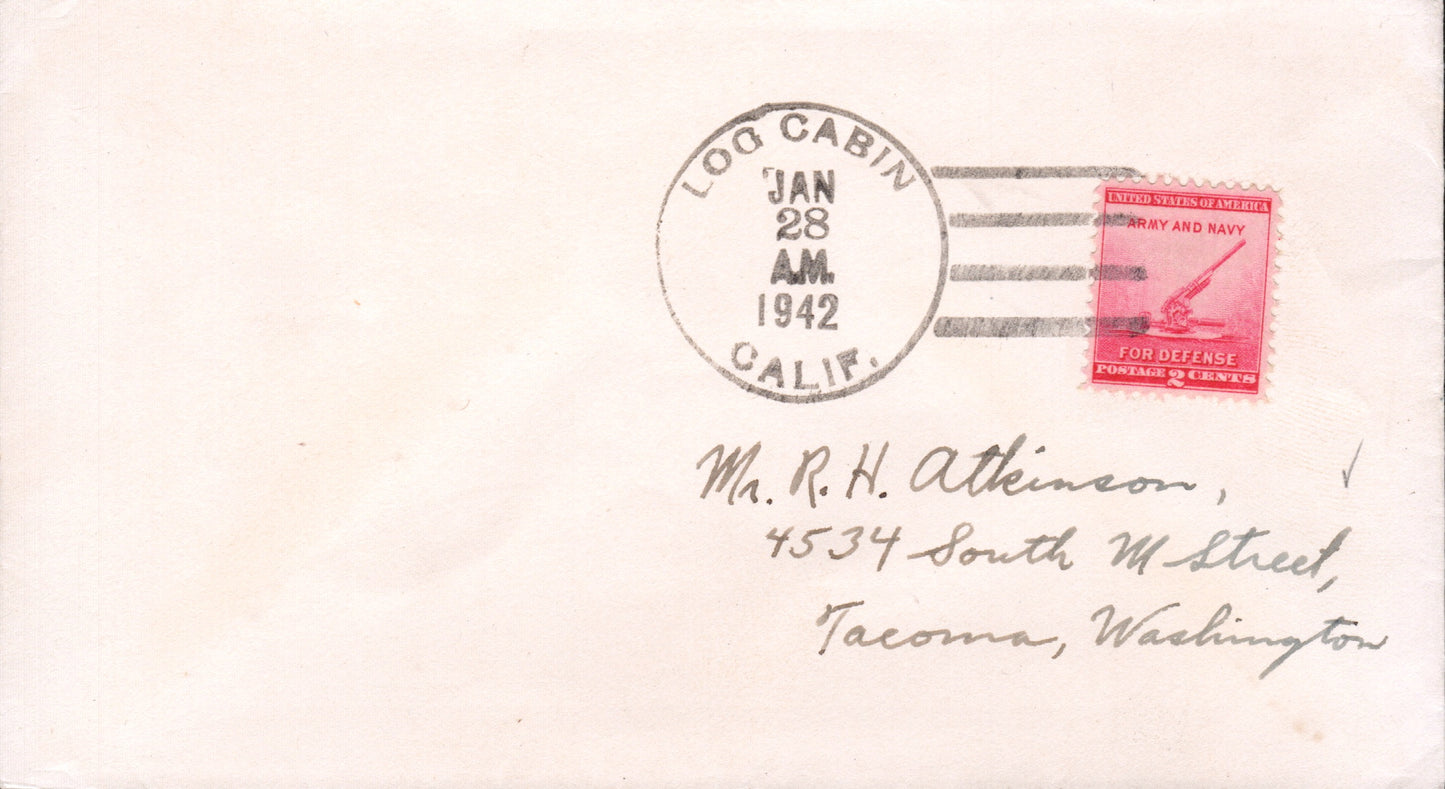 LOG CABIN
JAN
28
A.M.
1942
CALIF.
UNITED STATES OF AMERICA
ARMY AND NAVY
FOR DEFENSE
POSTAGE 2 CENTS
Mr. R. H. Atkinson,
4534 South M Street,
Tacoma, Washington